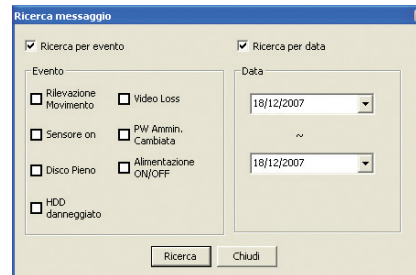 Ricerca messaggio
Ricerca per evento
Ricerca per data
Evento
Rilevazione
Movimento
Video Loss
Sensore on
PW Ammin.
Cambiata
Disco Pieno
Alimentazione
ON/OFF
HDD
danneggiato
Data
18/12/2007
~
18/12/2007
Ricerca
Chiudi